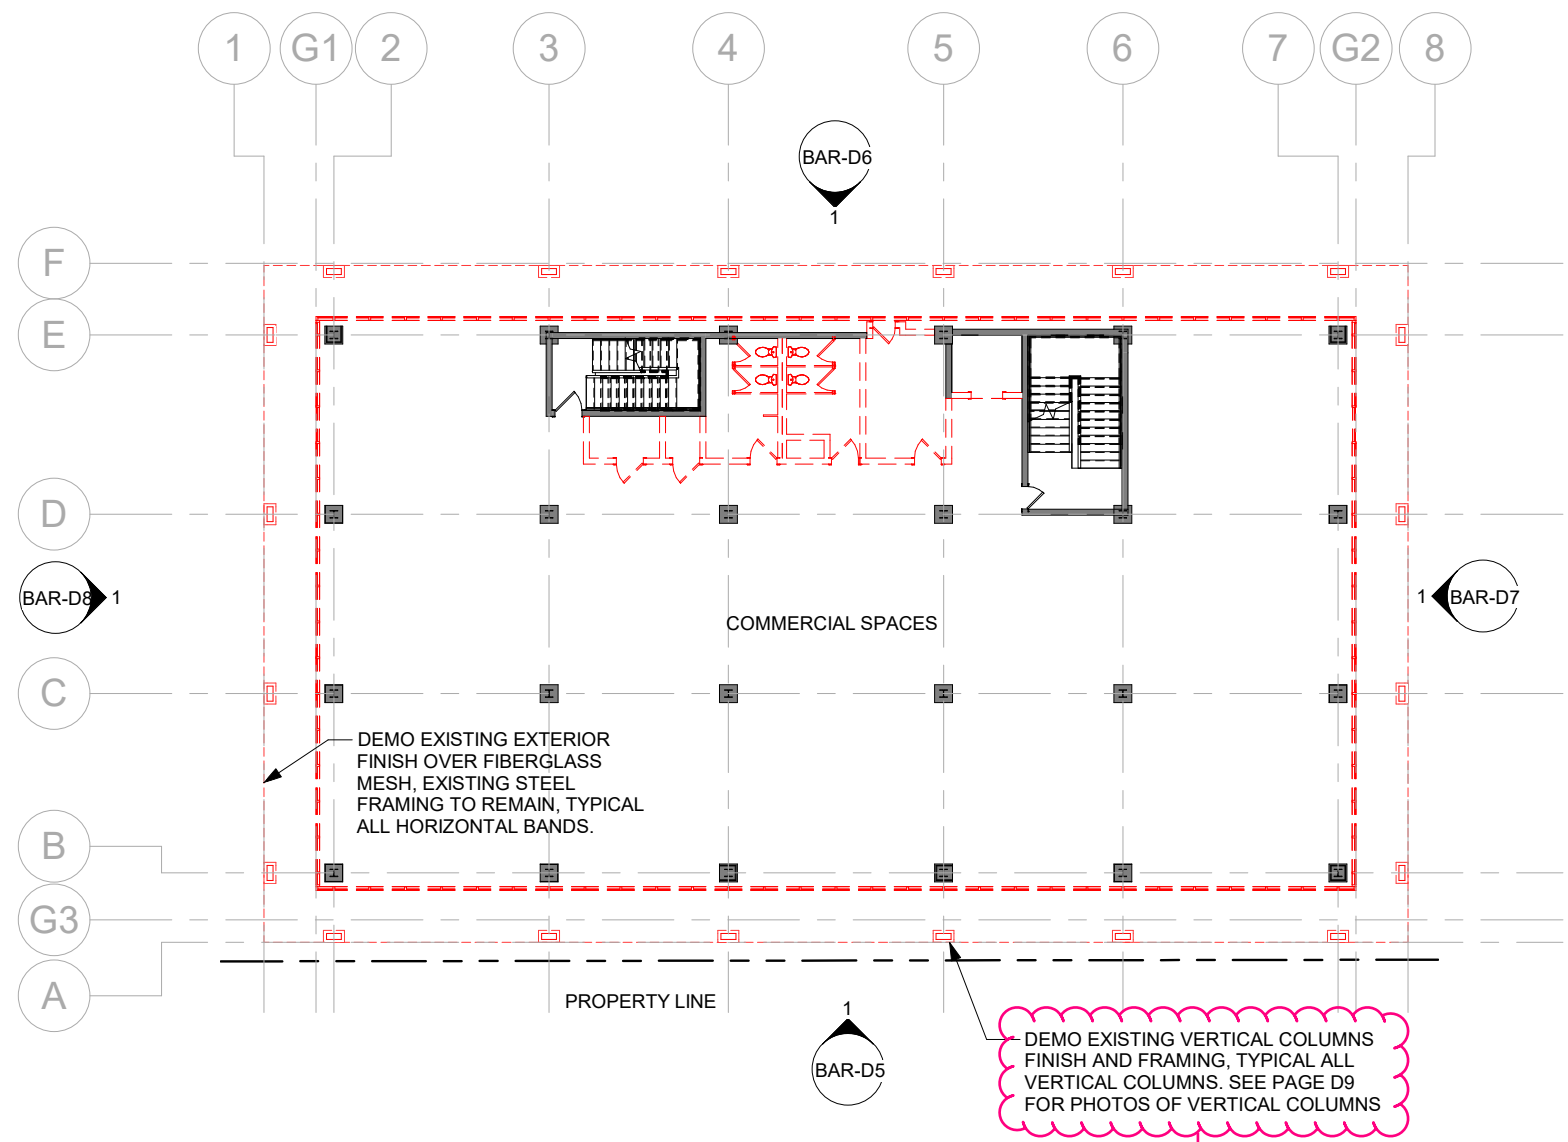 1 G1 2 3 4 5 6 7 G2 8
BAR-D6
1
F
E
D
BAR-D8 1
1 BAR-D7
COMMERCIAL SPACES
C
DEMO EXISTING EXTERIOR
FINISH OVER FIBERGLASS
MESH, EXISTING STEEL
FRAMING TO REMAIN, TYPICAL
ALL HORIZONTAL BANDS.
B
G3
A
PROPERTY LINE
1
BAR-D5
DEMO EXISTING VERTICAL COLUMNS
FINISH AND FRAMING, TYPICAL ALL
VERTICAL COLUMNS. SEE PAGE D9
FOR PHOTOS OF VERTICAL COLUMNS